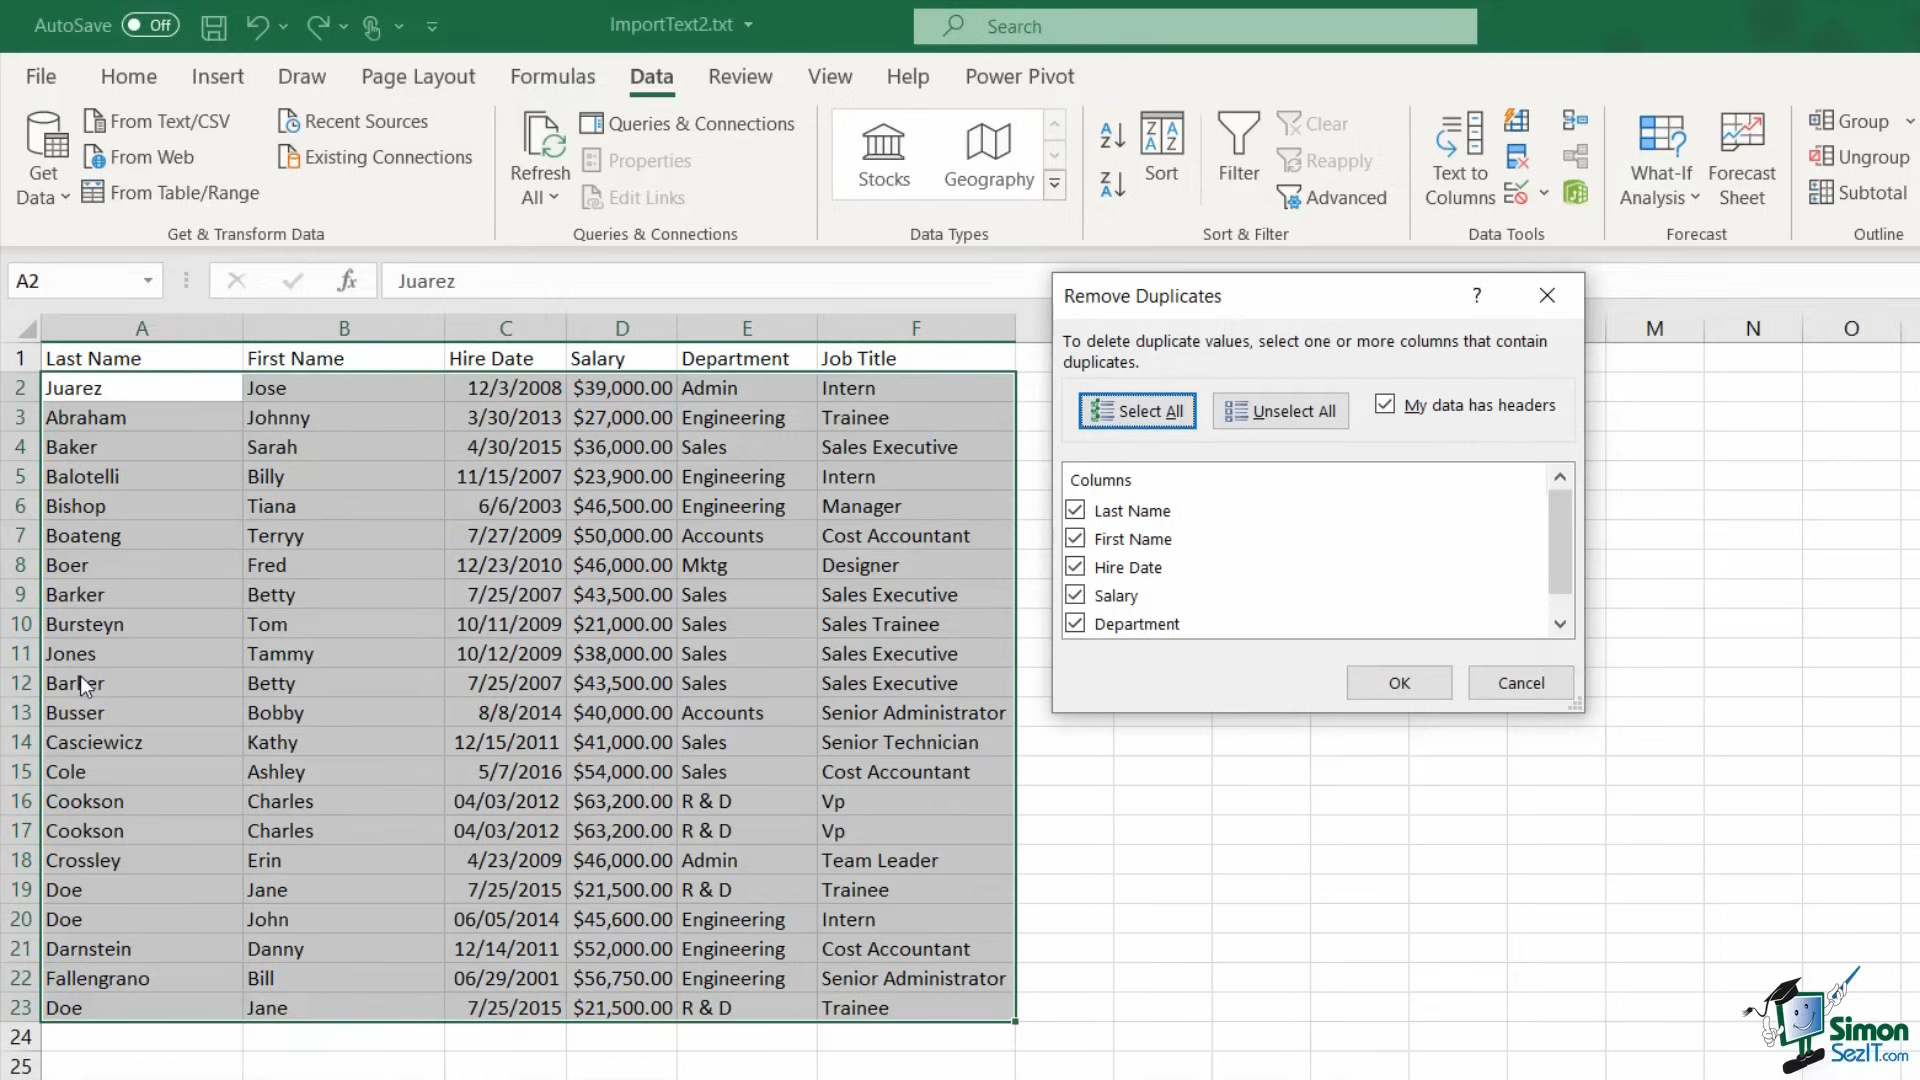 AutoSave Off ImportText2.txt Search
File Home Insert Draw Page Layout Formulas Data Review View Help Power Pivot
Get Data
From Text/CSV
From Web
From Table/Range
Recent Sources
Existing Connections
Get & Transform Data
Refresh All
Queries & Connections
Properties
Edit Links
Queries & Connections
Stocks Geography
Data Types
Sort
Filter
Clear
Reapply
Advanced
Sort & Filter
Text to Columns
Data Tools
What-If Analysis
Forecast Sheet
Forecast
Group
Ungroup
Subtotal
Outline
A2 fx Juarez
A B C D E F M N O
1 Last Name First Name Hire Date Salary Department Job Title
2 Juarez Jose 12/3/2008 $39,000.00 Admin Intern
3 Abraham Johnny 3/30/2013 $27,000.00 Engineering Trainee
4 Baker Sarah 4/30/2015 $36,000.00 Sales Sales Executive
5 Balotelli Billy 11/15/2007 $23,900.00 Engineering Intern
6 Bishop Tiana 6/6/2003 $46,500.00 Engineering Manager
7 Boateng Terryy 7/27/2009 $50,000.00 Accounts Cost Accountant
8 Boer Fred 12/23/2010 $46,000.00 Mktg Designer
9 Barker Betty 7/25/2007 $43,500.00 Sales Sales Executive
10 Bursteyn Tom 10/11/2009 $21,000.00 Sales Sales Trainee
11 Jones Tammy 10/12/2009 $38,000.00 Sales Sales Executive
12 Barker Betty 7/25/2007 $43,500.00 Sales Sales Executive
13 Busser Bobby 8/8/2014 $40,000.00 Accounts Senior Administrator
14 Casciewicz Kathy 12/15/2011 $41,000.00 Sales Senior Technician
15 Cole Ashley 5/7/2016 $54,000.00 Sales Cost Accountant
16 Cookson Charles 04/03/2012 $63,200.00 R & D Vp
17 Cookson Charles 04/03/2012 $63,200.00 R & D Vp
18 Crossley Erin 4/23/2009 $46,000.00 Admin Team Leader
19 Doe Jane 7/25/2015 $21,500.00 R & D Trainee
20 Doe John 06/05/2014 $45,600.00 Engineering Intern
21 Darnstein Danny 12/14/2011 $52,000.00 Engineering Cost Accountant
22 Fallengrano Bill 06/29/2001 $56,750.00 Engineering Senior Administrator
23 Doe Jane 7/25/2015 $21,500.00 R & D Trainee
24
25
Remove Duplicates ?
To delete duplicate values, select one or more columns that contain
duplicates.
Select All Unselect All My data has headers
Columns
Last Name
First Name
Hire Date
Salary
Department
OK Cancel
Simon
SezIT.com